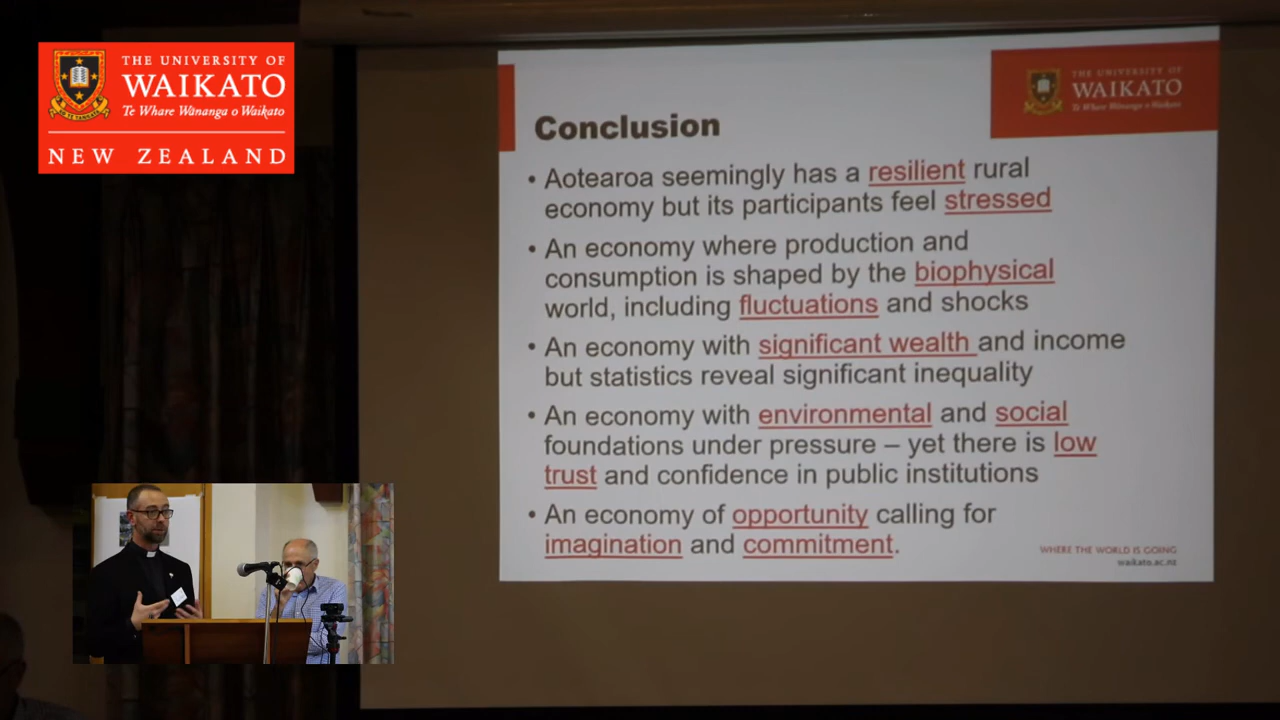 THE UNIVERSITY OF
WAIKATO
Te Whare Wānanga o Waikato
NEW ZEALAND
THE UNIVERSITY OF
WAIKATO
Te Whare Wānanga o Waikato
Conclusion
• Aotearoa seemingly has a resilient rural
economy but its participants feel stressed
• An economy where production and
consumption is shaped by the biophysical
world, including fluctuations and shocks
• An economy with significant wealth and income
but statistics reveal significant inequality
• An economy with environmental and social
foundations under pressure – yet there is low
trust and confidence in public institutions
• An economy of opportunity calling for
imagination and commitment.
WHERE THE WORLD IS GOING
waikato.ac.nz